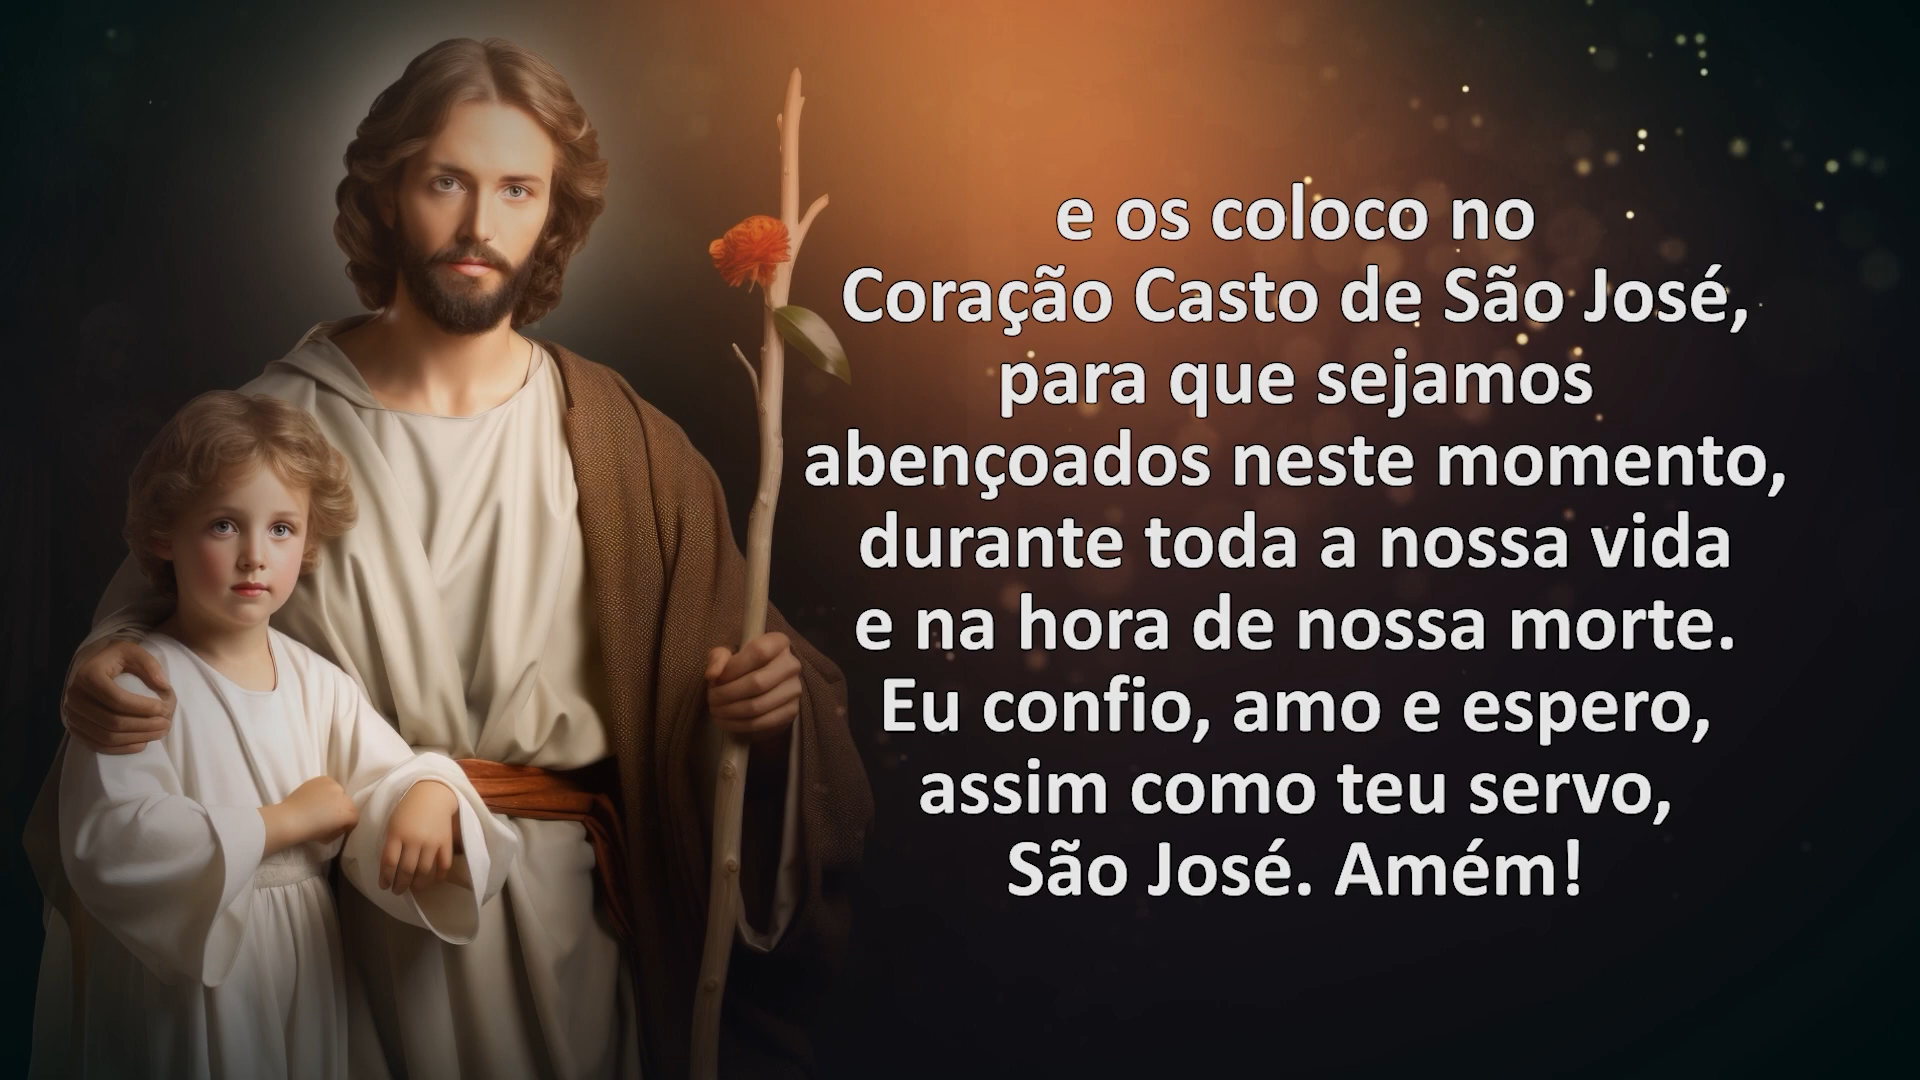 e os coloco no
Coração Casto de São José,
para que sejamos
abençoados neste momento,
durante toda a nossa vida
e na hora de nossa morte.
Eu confio, amo e espero,
assim como teu servo,
São José. Amém!